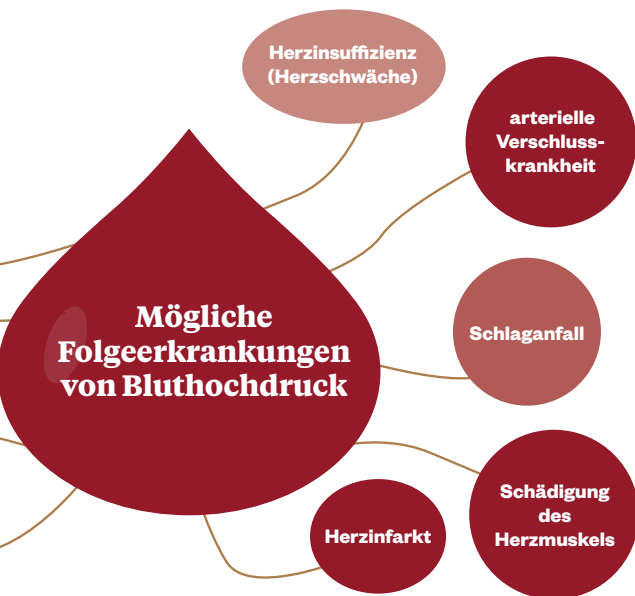 Herzinsuffizienz
(Herzschwäche)
arterielle
Verschluss-
krankheit
Mögliche
Folgeerkrankungen
von Bluthochdruck
Schlaganfall
Schädigung
des
Herzmuskels
Herzinfarkt